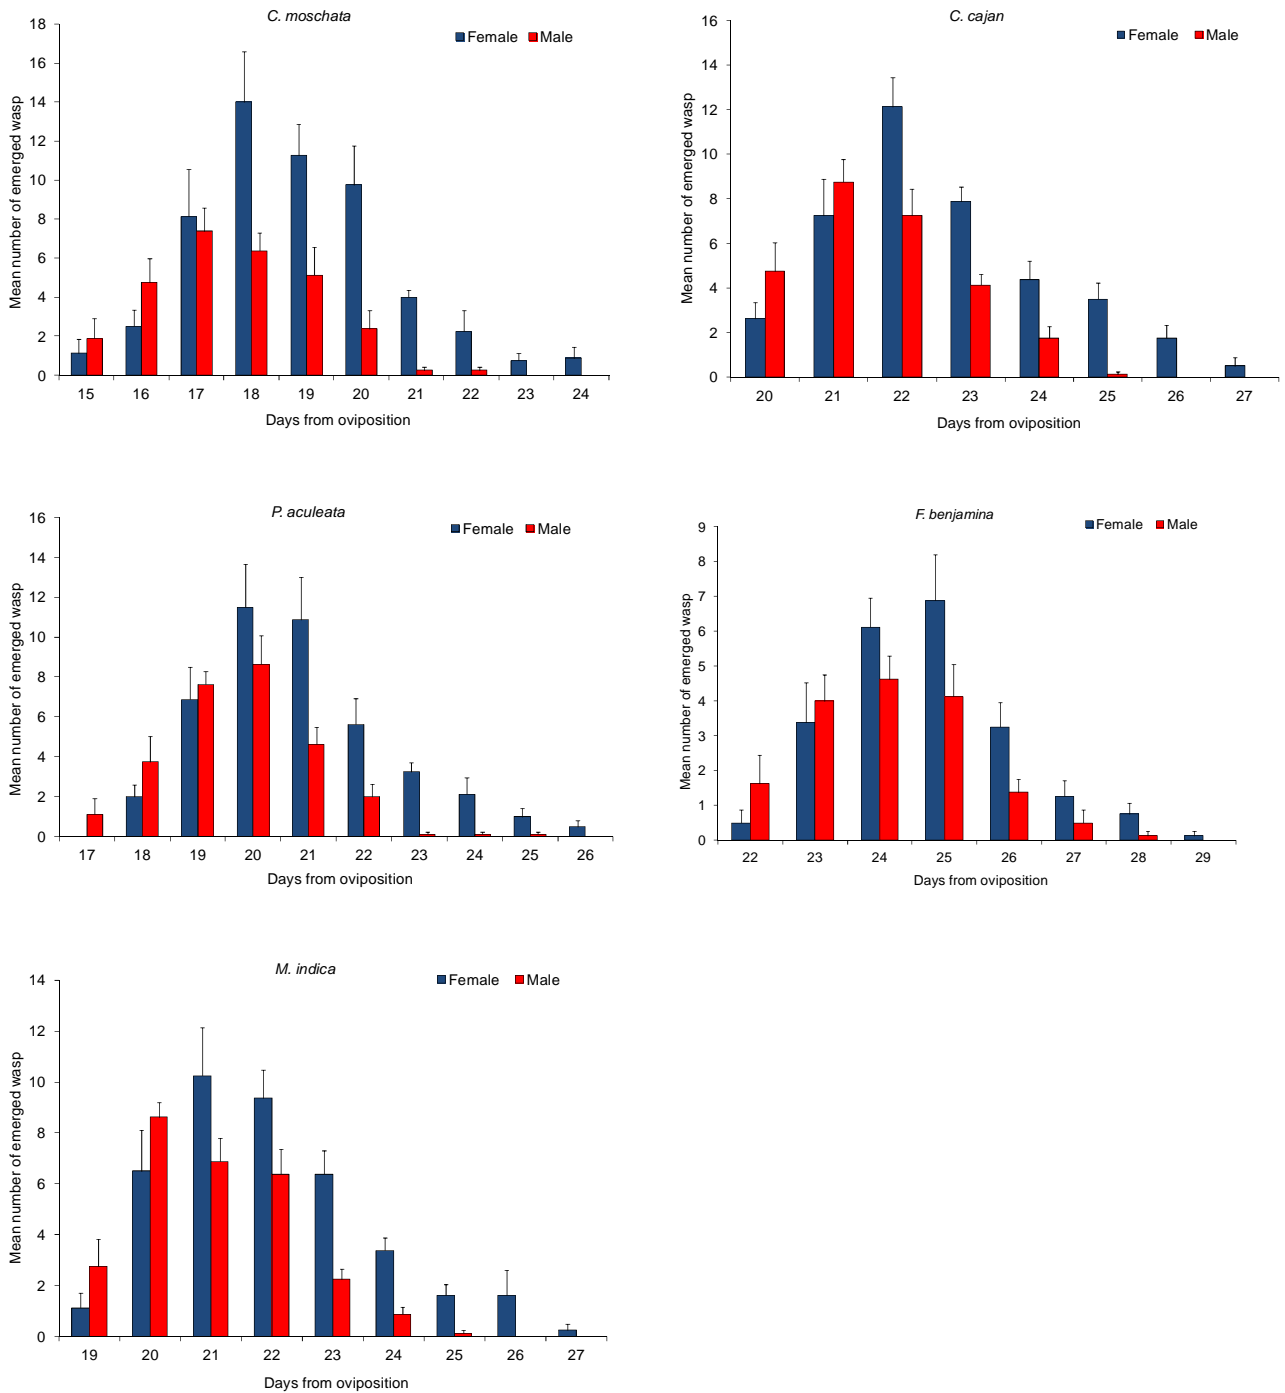 C. moschata
Female Male
Mean number of emerged wasp
18
16
14
12
10
8
6
4
2
0
15 16 17 18 19 20 21 22 23 24
Days from oviposition
C. cajan
Female Male
Mean number of emerged wasp
16
14
12
10
8
6
4
2
0
20 21 22 23 24 25 26 27
Days from oviposition
P. aculeata
Female Male
Mean number of emerged wasp
16
14
12
10
8
6
4
2
0
17 18 19 20 21 22 23 24 25 26
Days from oviposition
F. benjamina
Female Male
Mean number of emerged wasp
9
8
7
6
5
4
3
2
1
0
22 23 24 25 26 27 28 29
Days from oviposition
M. indica
Female Male
Mean number of emerged wasp
14
12
10
8
6
4
2
0
19 20 21 22 23 24 25 26 27
Days from oviposition